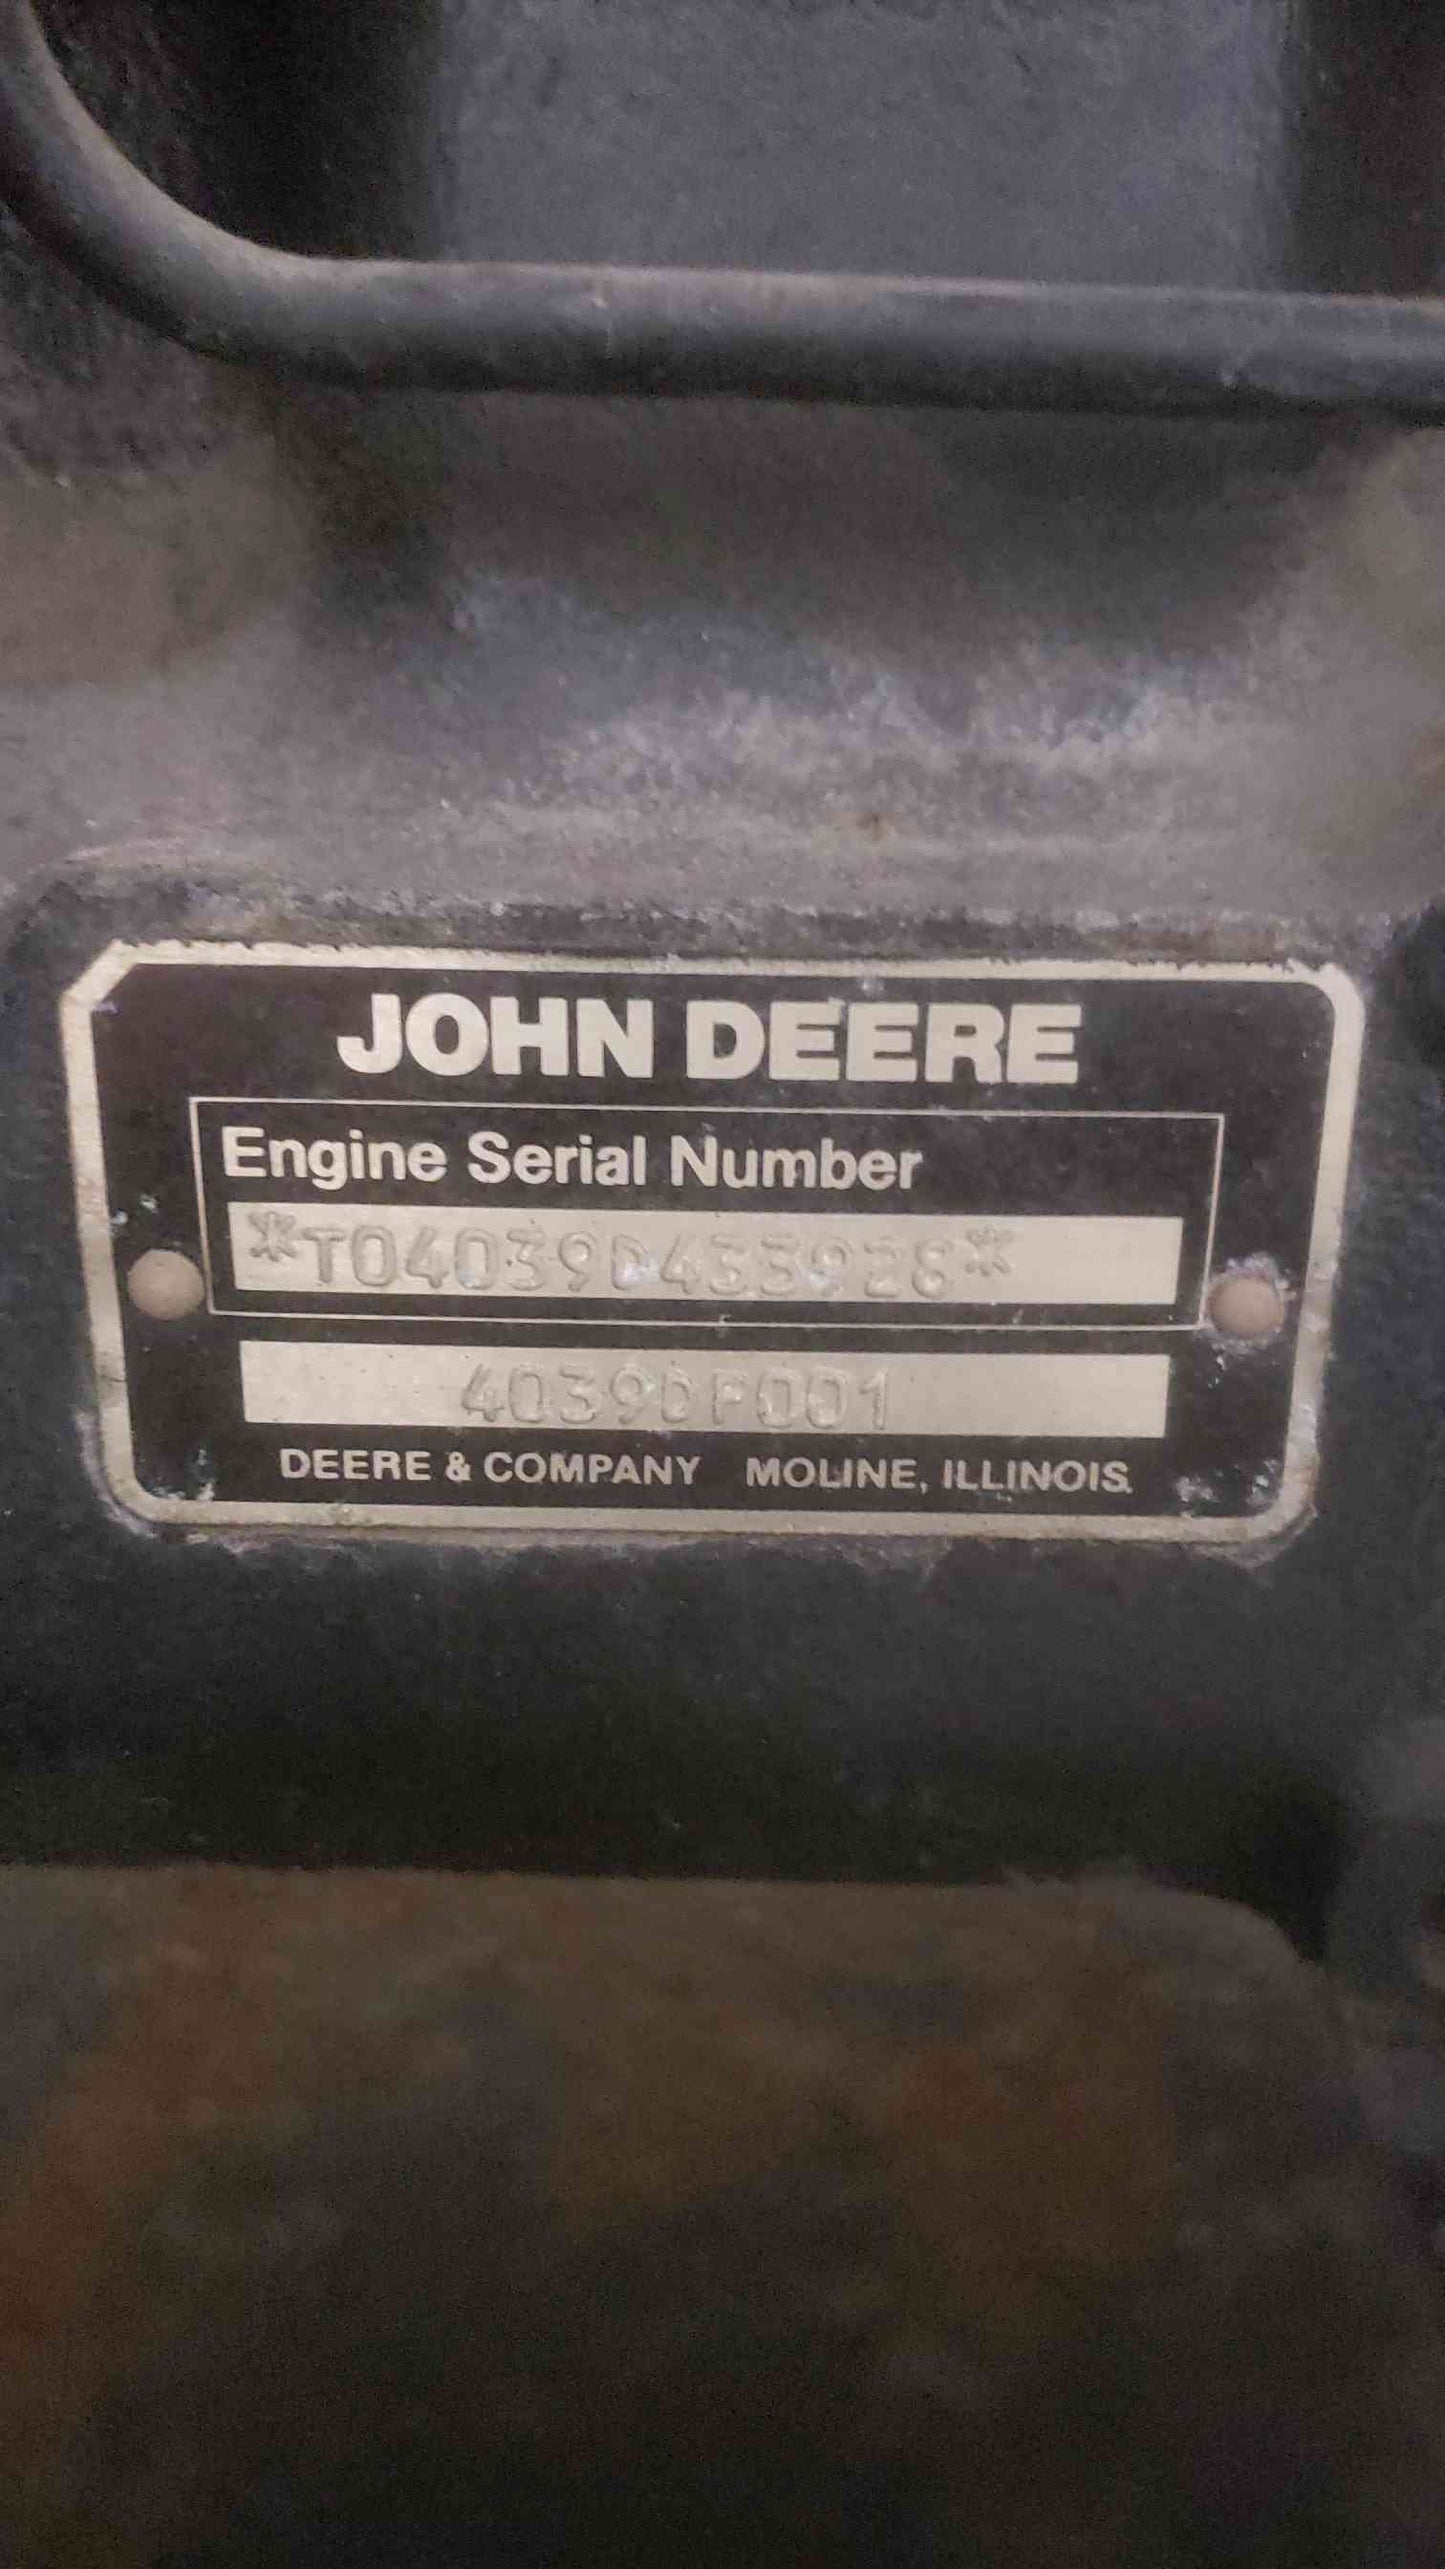 JOHN DEERE
Engine Serial Number
*T04039D433928*
4039DF001
DEERE & COMPANY MOLINE, ILLINOIS.